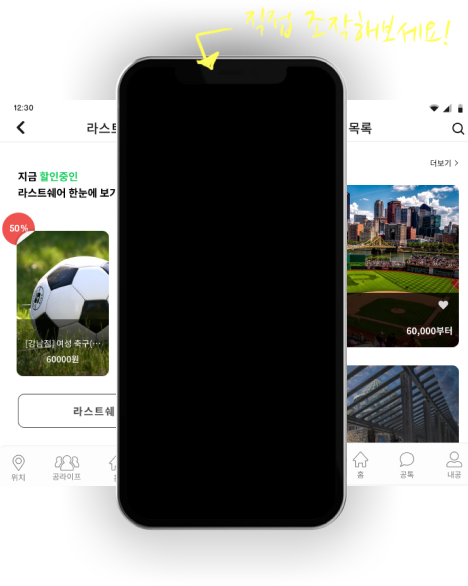 직접 조작해보세요!
12:30
라스트
목록
더보기 >
지금 할인중인
라스트쉐어 한눈에 보기
50%
[강남점] 여성 축구(···
60000원
60,000부터
라스트쉐
위치
공라이프
홈
공톡
내공